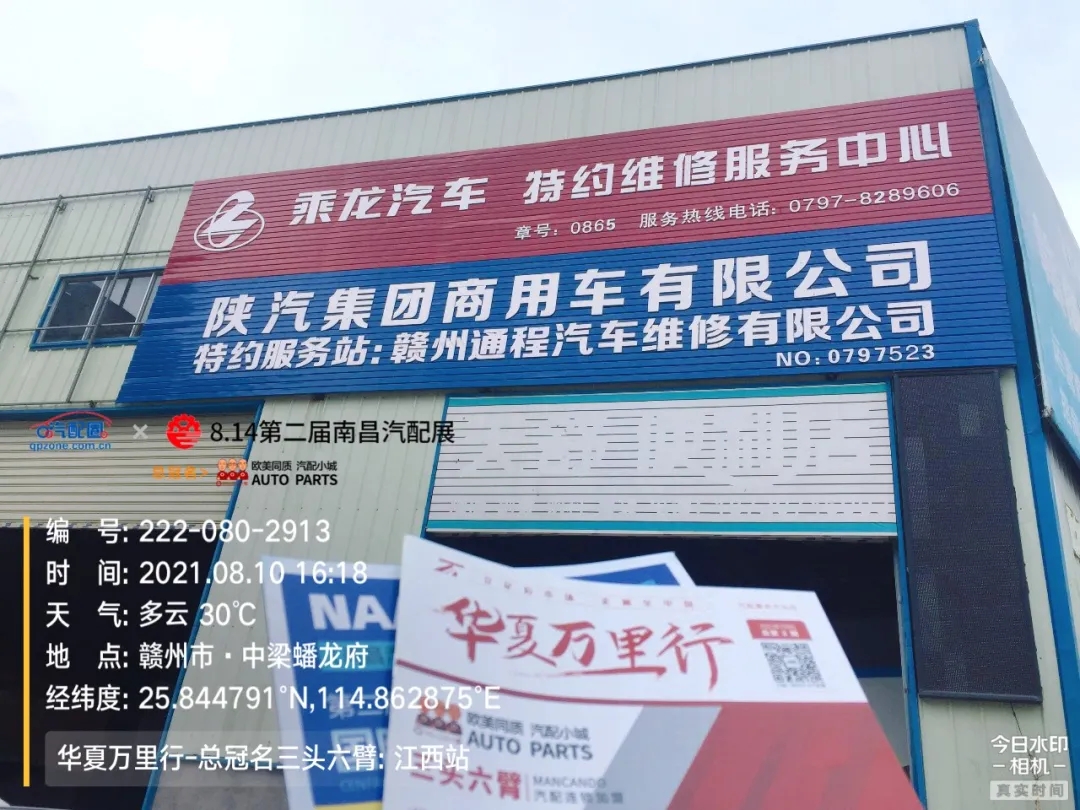 乘龙汽车 特约维修服务中心
章号：0865 服务热线电话：0797-8289606
陕汽集团商用车有限公司
特约服务站：赣州通程汽车维修有限公司
NO：0797523
汽配圈
qpzone.com.cn
×
8.14第二届南昌汽配展
欧美同质 汽配小城
AUTO PARTS
编 号: 222-080-2913
时 间: 2021.08.10 16:18
天 气: 多云 30℃
地 点: 赣州市·中梁蟠龙府
经纬度: 25.844791°N,114.862875°E
华夏万里行-总冠名三头六臂: 江西站
NA
华夏万里行
欧美同质 汽配小城
AUTO PARTS
三头六臂
MANCANDO
汽配连锁加盟
今日水印
-相机-
真实时间